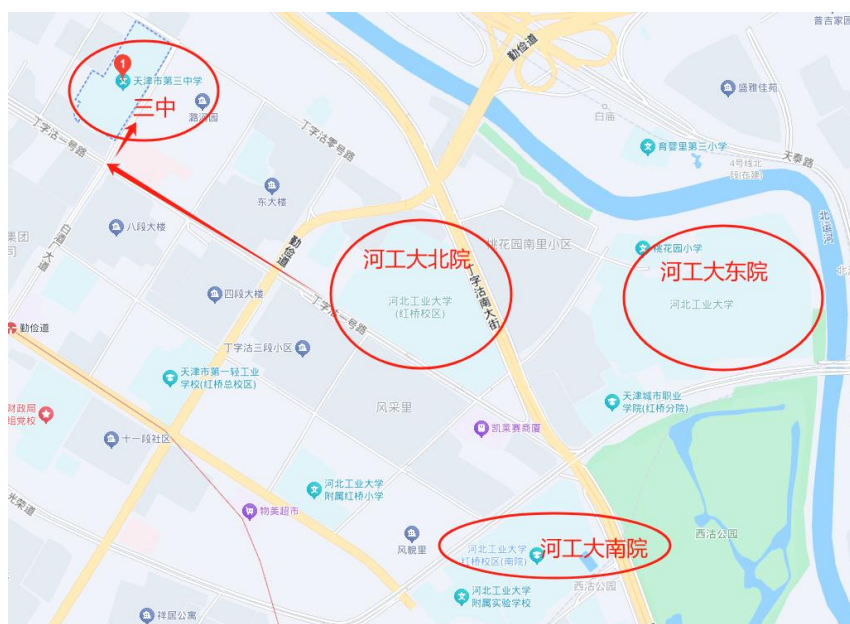 普吉家园
勤俭道
1
天津市第三中学
盛雅佳苑
三中
潞河园
白庙
丁字沽零号路
丁字沽一号路
育婴里第三小学
天泰路
4号线北
段(在建)
东大楼
北运河
八段大楼
集团
司
白酒厂大道
勤俭道
桃花园南里小区
桃花园小学
河工大北院
河工大东院
丁字沽南大街
四段大楼
河北工业大学
(红桥校区)
河北工业大学
丁字沽一号路
勤俭道
丁字沽三段小区
天津市第一轻工业
学校(红桥总校区)
天津城市职业
学院(红桥分院)
财政局
组党校
风采里
凯莱赛商厦
十一段社区
河北工业大学
附属红桥小学
光荣道
物美超市
西沽公园
风貌里
河北工业大学
红桥校区(南院)
河工大南院
河北工业大学
附属实验学校
西沽公园
祥居公寓